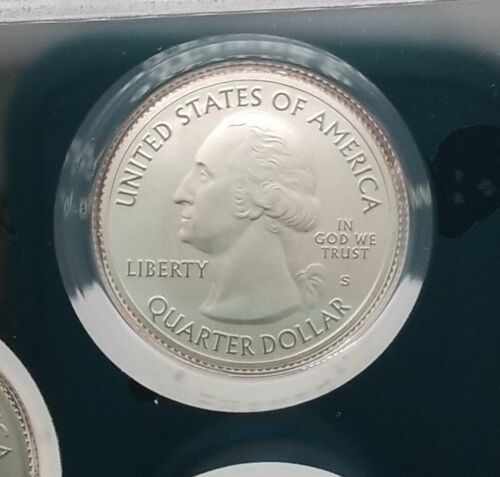 UNITED STATES OF AMERICA
IN
GOD WE
TRUST
LIBERTY
S
QUARTER DOLLAR